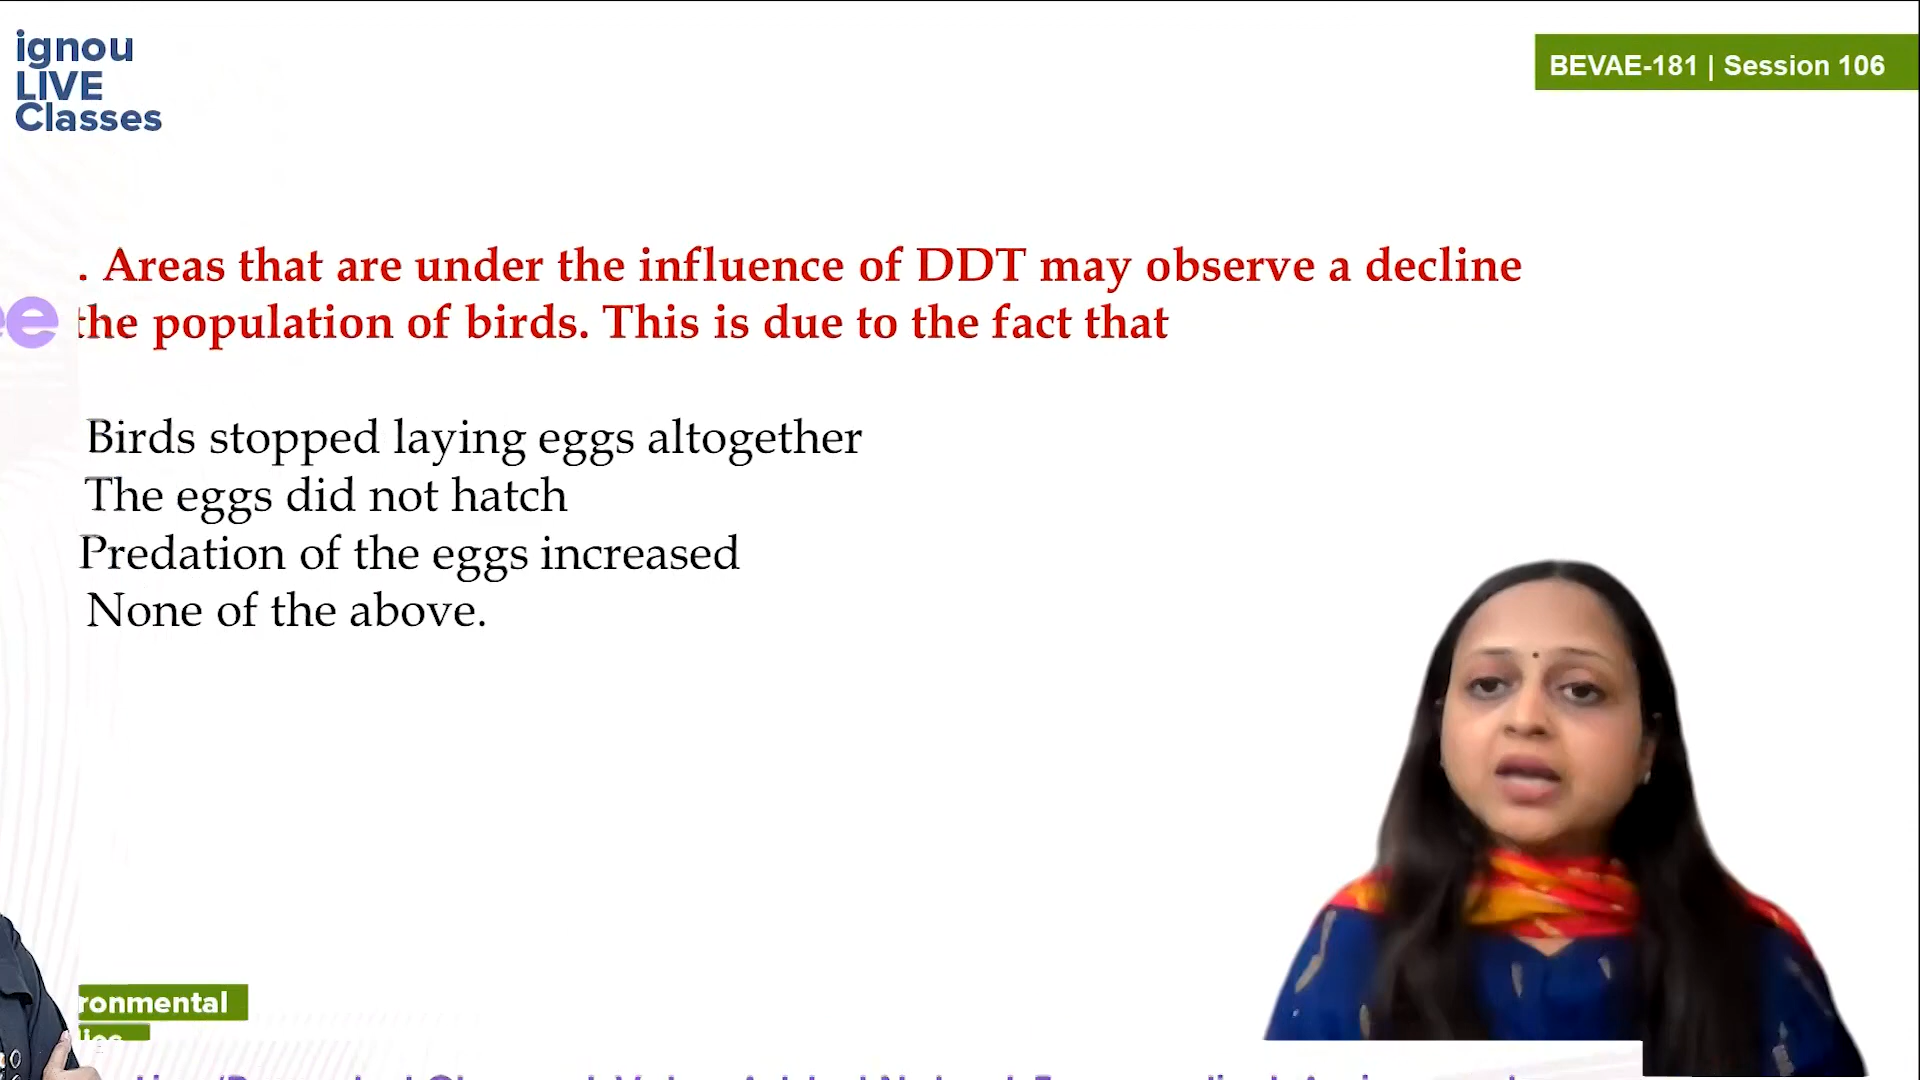 ignou
LIVE
Classes
BEVAE-181 | Session 106
. Areas that are under the influence of DDT may observe a decline
the population of birds. This is due to the fact that
Birds stopped laying eggs altogether
The eggs did not hatch
Predation of the eggs increased
None of the above.
ronmental